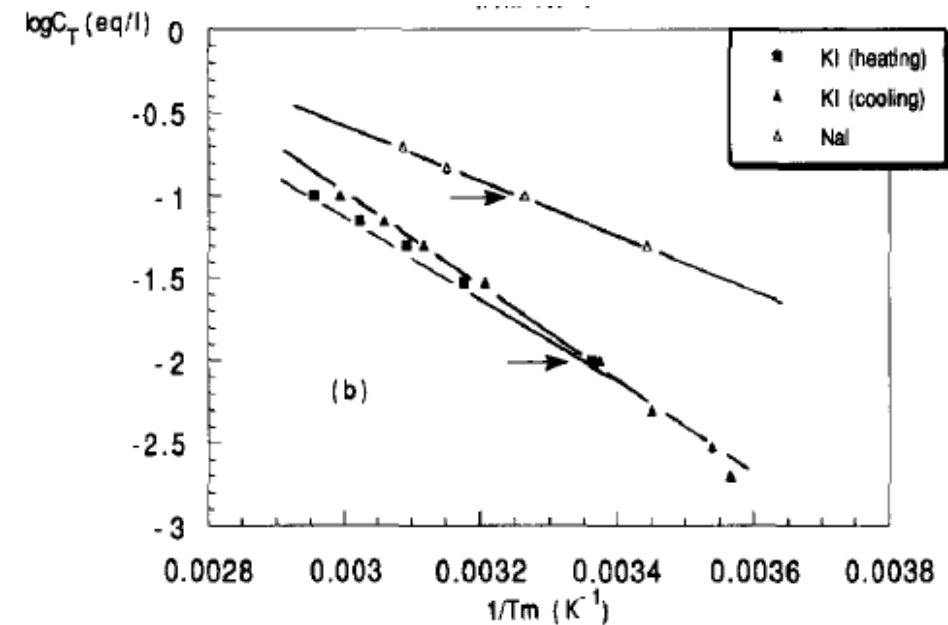 logC_T (eq/l)
0
-0.5
-1
-1.5
-2
-2.5
-3
KI (heating)
KI (cooling)
NaI
(b)
0.0028 0.003 0.0032 0.0034 0.0036 0.0038
1/Tm (K^-1)